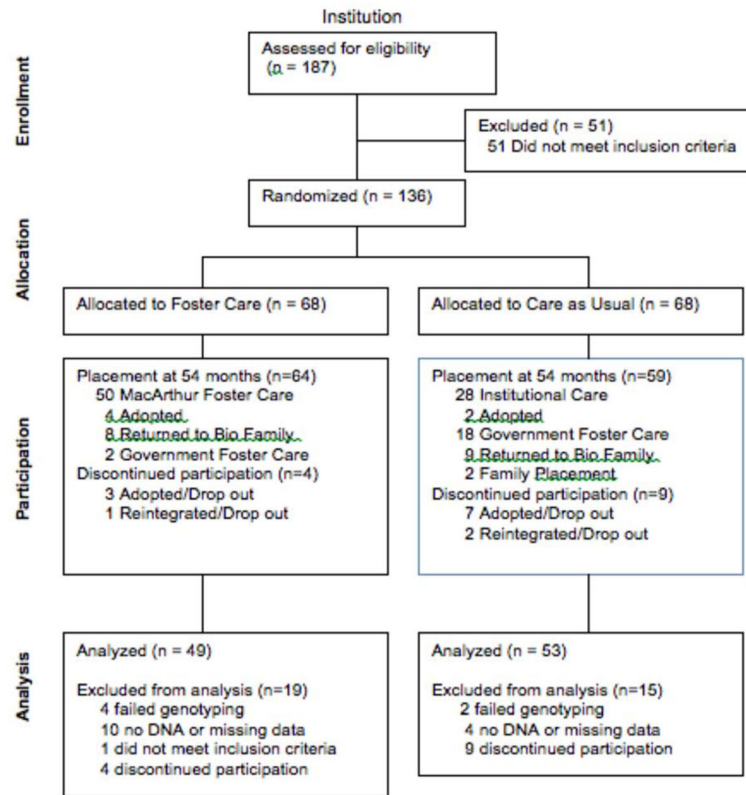 Institution
Enrollment
Assessed for eligibility
(n = 187)
Excluded (n = 51)
51 Did not meet inclusion criteria
Randomized (n = 136)
Allocation
Allocated to Foster Care (n = 68)
Allocated to Care as Usual (n = 68)
Participation
Placement at 54 months (n=64)
50 MacArthur Foster Care
4 Adopted
8 Returned to Bio Family
2 Government Foster Care
Discontinued participation (n=4)
3 Adopted/Drop out
1 Reintegrated/Drop out
Placement at 54 months (n=59)
28 Institutional Care
2 Adopted
18 Government Foster Care
9 Returned to Bio Family
2 Family Placement
Discontinued participation (n=9)
7 Adopted/Drop out
2 Reintegrated/Drop out
Analysis
Analyzed (n = 49)
Excluded from analysis (n=19)
4 failed genotyping
10 no DNA or missing data
1 did not meet inclusion criteria
4 discontinued participation
Analyzed (n = 53)
Excluded from analysis (n=15)
2 failed genotyping
4 no DNA or missing data
9 discontinued participation